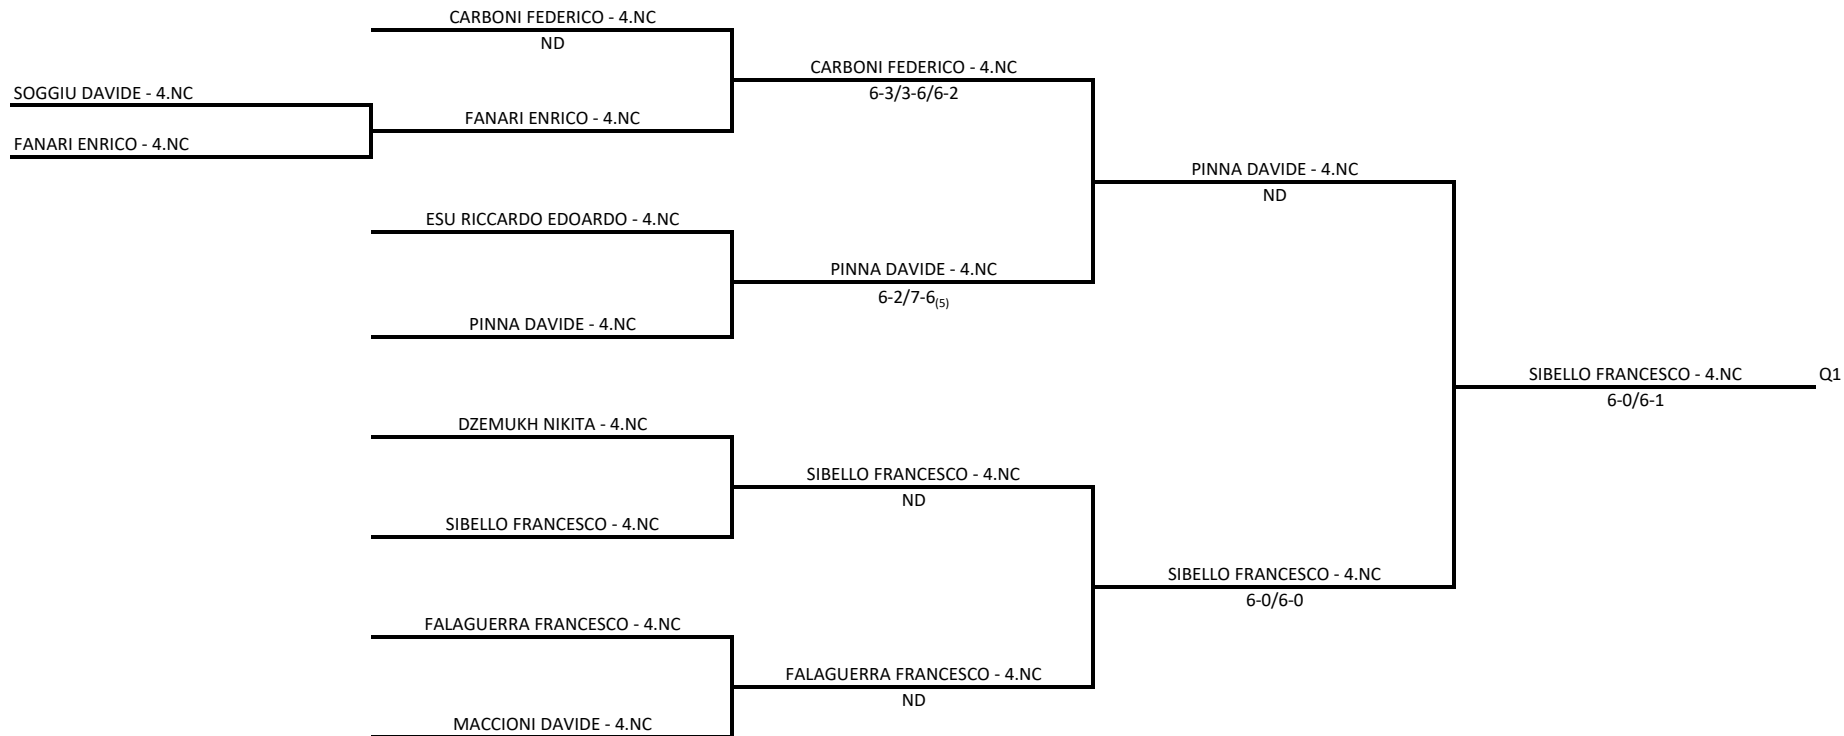 CARBONI FEDERICO - 4.NC
ND
CARBONI FEDERICO - 4.NC
6-3/3-6/6-2
SOGGIU DAVIDE - 4.NC
FANARI ENRICO - 4.NC
FANARI ENRICO - 4.NC
PINNA DAVIDE - 4.NC
ND
ESU RICCARDO EDOARDO - 4.NC
PINNA DAVIDE - 4.NC
6-2/7-6(5)
PINNA DAVIDE - 4.NC
SIBELLO FRANCESCO - 4.NC Q1
6-0/6-1
DZEMUKH NIKITA - 4.NC
SIBELLO FRANCESCO - 4.NC
ND
SIBELLO FRANCESCO - 4.NC
SIBELLO FRANCESCO - 4.NC
6-0/6-0
FALAGUERRA FRANCESCO - 4.NC
FALAGUERRA FRANCESCO - 4.NC
ND
MACCIONI DAVIDE - 4.NC